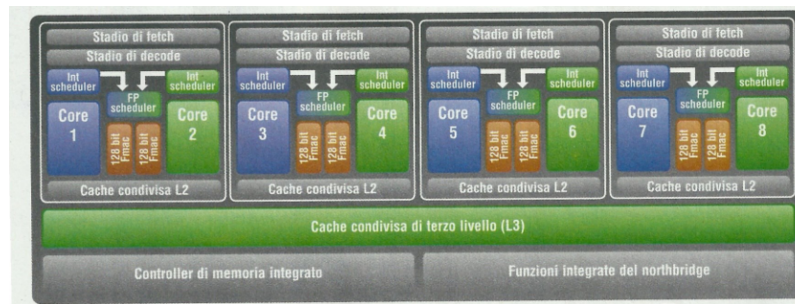 Stadio di fetch
Stadio di decode
Int scheduler
FP scheduler
Int scheduler
Core 1
128 bit Fmac
128 bit Fmac
Core 2
Cache condivisa L2
Stadio di fetch
Stadio di decode
Int scheduler
FP scheduler
Int scheduler
Core 3
128 bit Fmac
128 bit Fmac
Core 4
Cache condivisa L2
Stadio di fetch
Stadio di decode
Int scheduler
FP scheduler
Int scheduler
Core 5
128 bit Fmac
128 bit Fmac
Core 6
Cache condivisa L2
Stadio di fetch
Stadio di decode
Int scheduler
FP scheduler
Int scheduler
Core 7
128 bit Fmac
128 bit Fmac
Core 8
Cache condivisa L2
Cache condivisa di terzo livello (L3)
Controller di memoria integrato
Funzioni integrate del northbridge